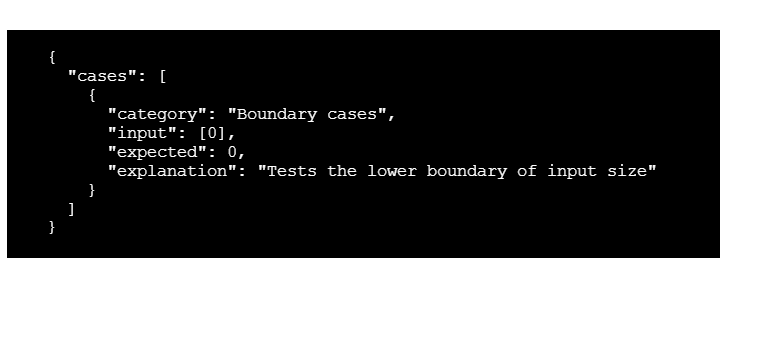 {
  "cases": [
    {
      "category": "Boundary cases",
      "input": [0],
      "expected": 0,
      "explanation": "Tests the lower boundary of input size"
    }
  ]
}